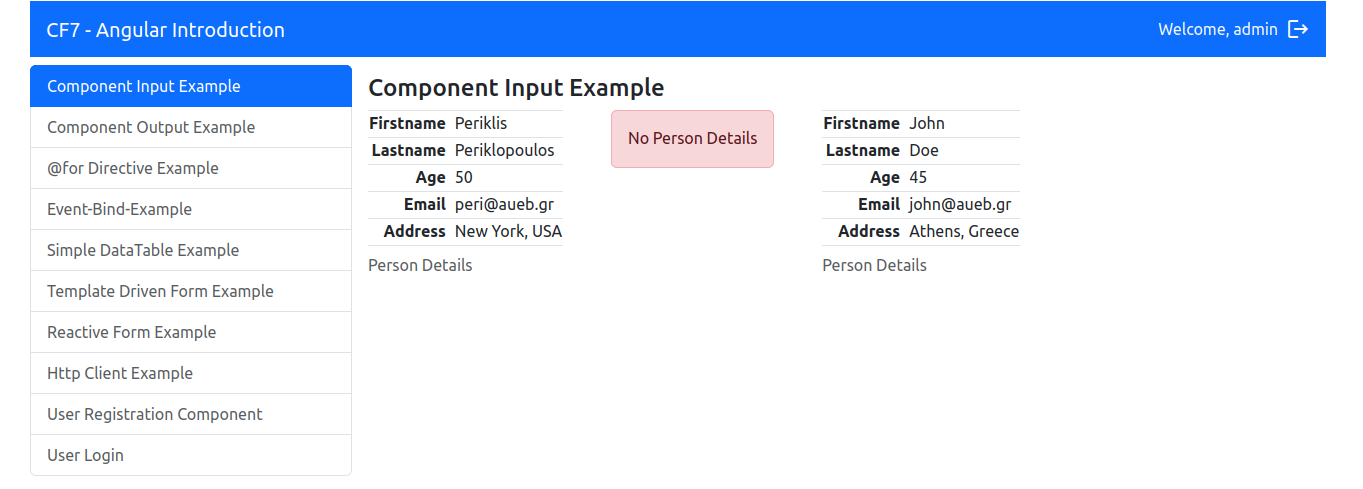 CF7 - Angular Introduction
Welcome, admin
Component Input Example
Component Output Example
@for Directive Example
Event-Bind-Example
Simple DataTable Example
Template Driven Form Example
Reactive Form Example
Http Client Example
User Registration Component
User Login
Component Input Example
Firstname Periklis
Lastname Periklopoulos
Age 50
Email peri@aueb.gr
Address New York, USA
Person Details
No Person Details
Firstname John
Lastname Doe
Age 45
Email john@aueb.gr
Address Athens, Greece
Person Details